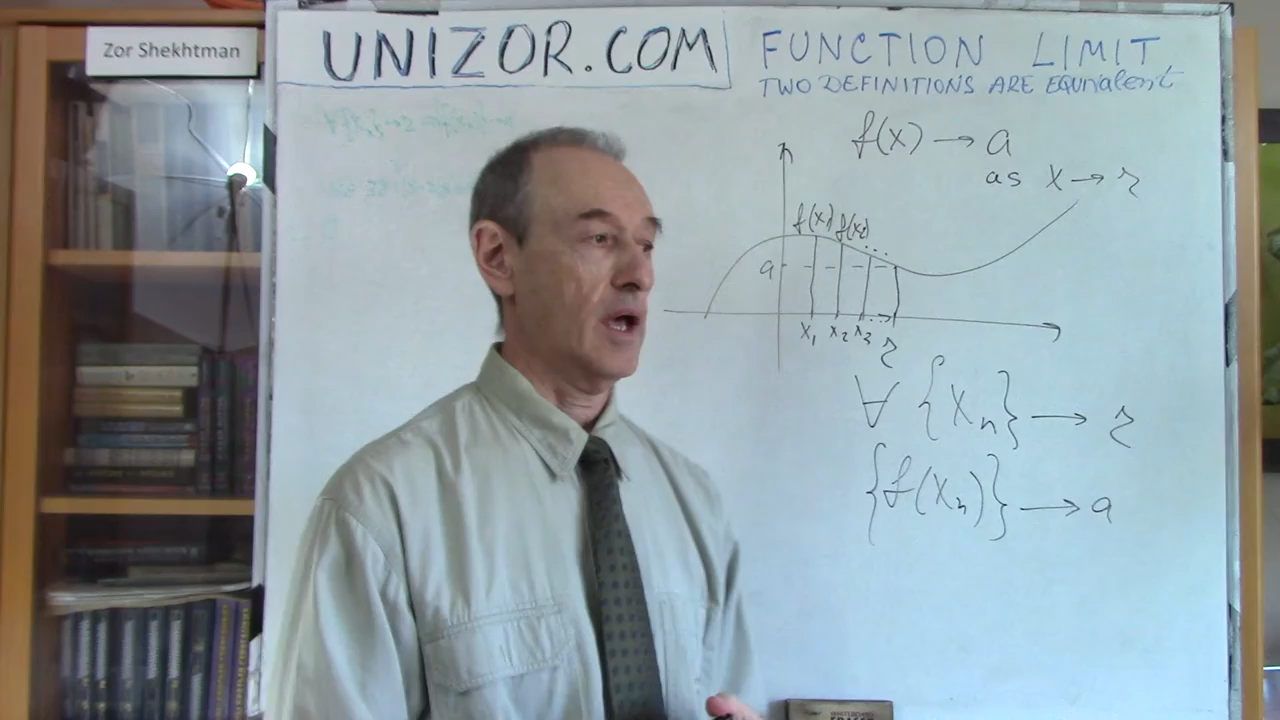 Zor Shekhtman
UNIZOR.COM
FUNCTION LIMIT
TWO DEFINITIONS ARE EQUIVALENT
f(x) → a
as x → r
f(x₁) f(x₂) ...
a
x₁ x₂ x₃ ...
r
∀ {xₙ} → r
{f(xₙ)} → a